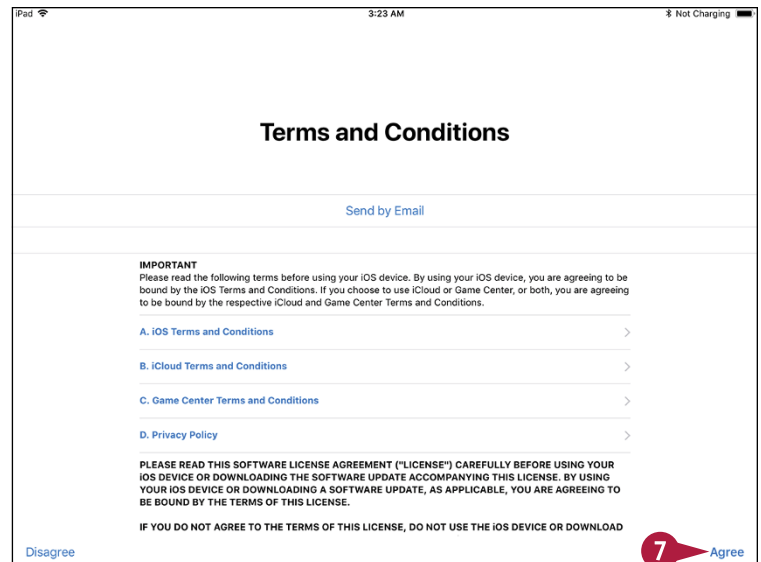 iPad 3:23 AM Not Charging
Terms and Conditions
Send by Email
IMPORTANT
Please read the following terms before using your iOS device. By using your iOS device, you are agreeing to be
bound by the iOS Terms and Conditions. If you choose to use iCloud or Game Center, or both, you are agreeing
to be bound by the respective iCloud and Game Center Terms and Conditions.
A. iOS Terms and Conditions
B. iCloud Terms and Conditions
C. Game Center Terms and Conditions
D. Privacy Policy
PLEASE READ THIS SOFTWARE LICENSE AGREEMENT ("LICENSE") CAREFULLY BEFORE USING YOUR
iOS DEVICE OR DOWNLOADING THE SOFTWARE UPDATE ACCOMPANYING THIS LICENSE. BY USING
YOUR iOS DEVICE OR DOWNLOADING A SOFTWARE UPDATE, AS APPLICABLE, YOU ARE AGREEING TO
BE BOUND BY THE TERMS OF THIS LICENSE.
IF YOU DO NOT AGREE TO THE TERMS OF THIS LICENSE, DO NOT USE THE iOS DEVICE OR DOWNLOAD
Disagree 7 Agree